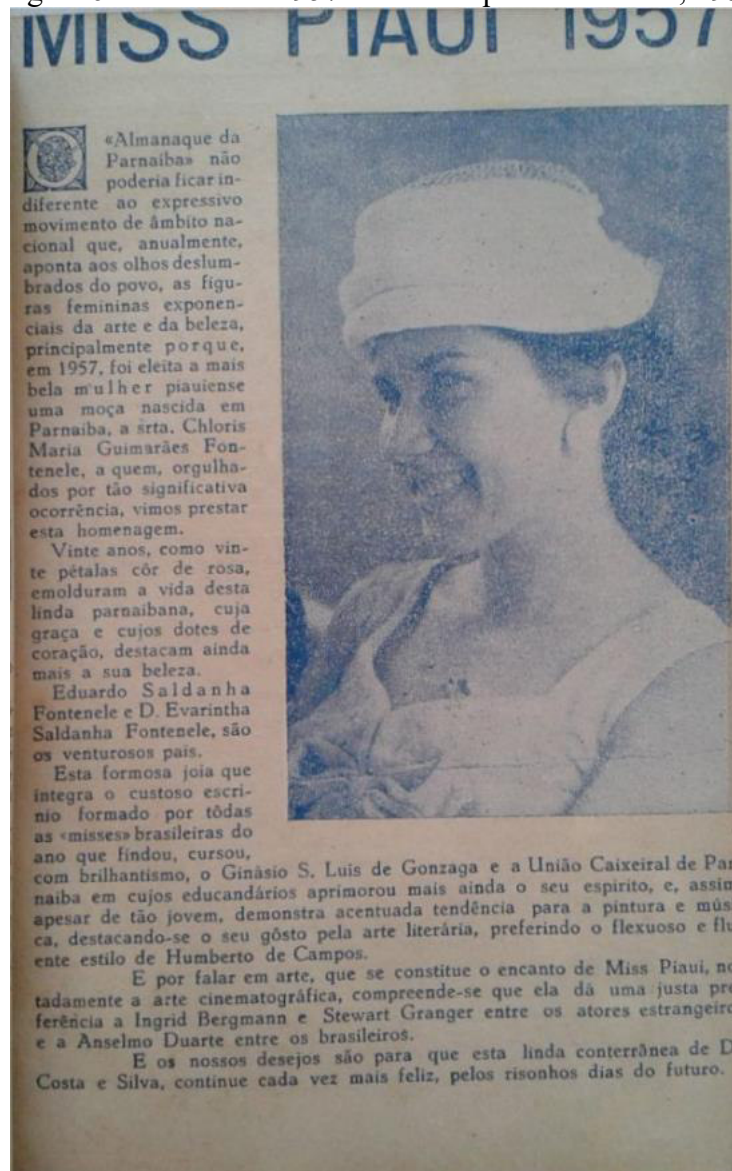 MISS PIAUI 1957
O «Almanaque da
Parnaiba» não
poderia ficar in-
diferente ao expressivo
movimento de âmbito na-
cional que, anualmente,
aponta aos olhos deslum-
brados do povo, as figu-
ras femininas exponen-
ciais da arte e da beleza,
principalmente porque,
em 1957, foi eleita a mais
bela mulher piauiense
uma moça nascida em
Parnaiba, a srta. Chloris
Maria Guimarães Fon-
tenele, a quem, orgulha-
dos por tão significativa
ocorrência, vimos prestar
esta homenagem.
Vinte anos, como vin-
te pétalas côr de rosa,
emolduram a vida desta
linda parnaibana, cuja
graça e cujos dotes de
coração, destacam ainda
mais a sua beleza.
Eduardo Saldanha
Fontenele e D. Evarintha
Saldanha Fontenele, são
os venturosos pais.
Esta formosa joia que
integra o custoso escri-
nio formado por tôdas
as «misses» brasileiras do
ano que findou, cursou,
com brilhantismo, o Ginásio S. Luis de Gonzaga e a União Caixeiral de Par
naiba em cujos educandários aprimorou mais ainda o seu espirito, e, assim
apesar de tão jovem, demonstra acentuada tendência para a pintura e mús
ca, destacando-se o seu gôsto pela arte literária, preferindo o flexuoso e flu
ente estilo de Humberto de Campos.
E por falar em arte, que se constitue o encanto de Miss Piaui, no
tadamente a arte cinematográfica, compreende-se que ela dá uma justa pre
ferência a Ingrid Bergmann e Stewart Granger entre os atores estrangeiro
e a Anselmo Duarte entre os brasileiros.
E os nossos desejos são para que esta linda conterrânea de D
Costa e Silva, continue cada vez mais feliz, pelos risonhos dias do futuro.